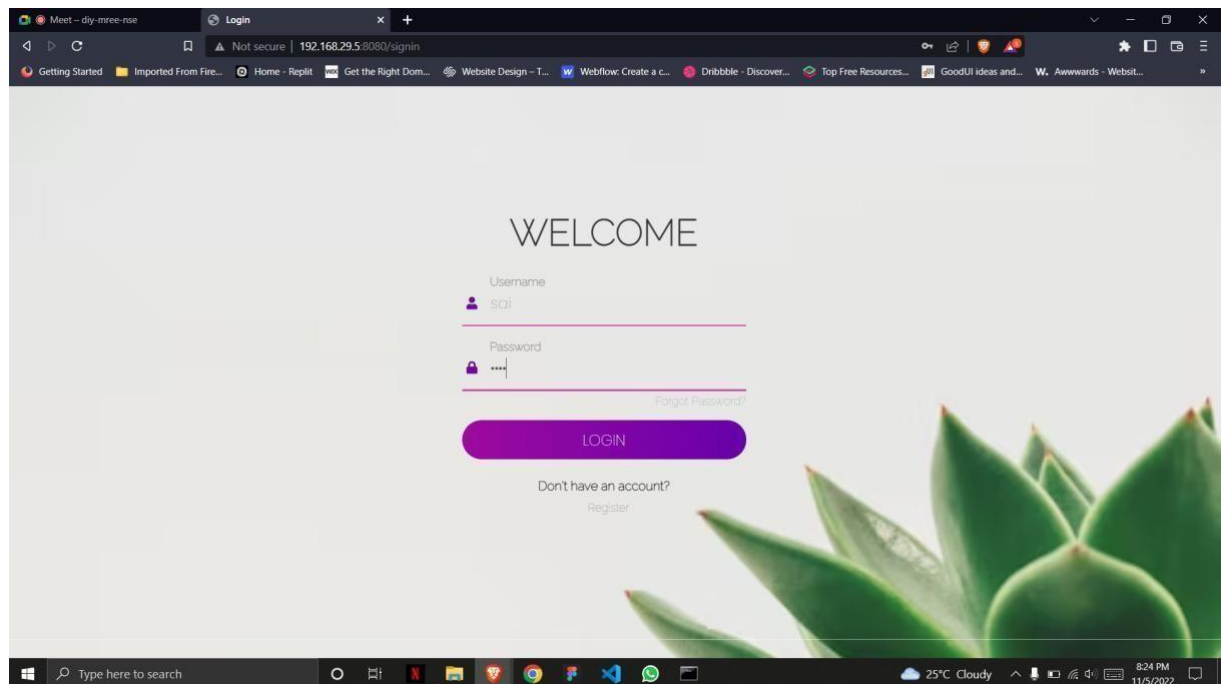 Meet – diy-mree-nse
Login
Not secure | 192.168.29.5:8080/signin
Getting Started Imported From Fire... Home - Replit Get the Right Dom... Website Design – T... Webflow: Create a c... Dribbble - Discover... Top Free Resources... GoodUI ideas and... W. Awwwards - Websit... »
WELCOME
Username
sai
Password
••••
Forgot Password?
LOGIN
Don't have an account?
Register
Type here to search
25°C Cloudy
8:24 PM
11/5/2022